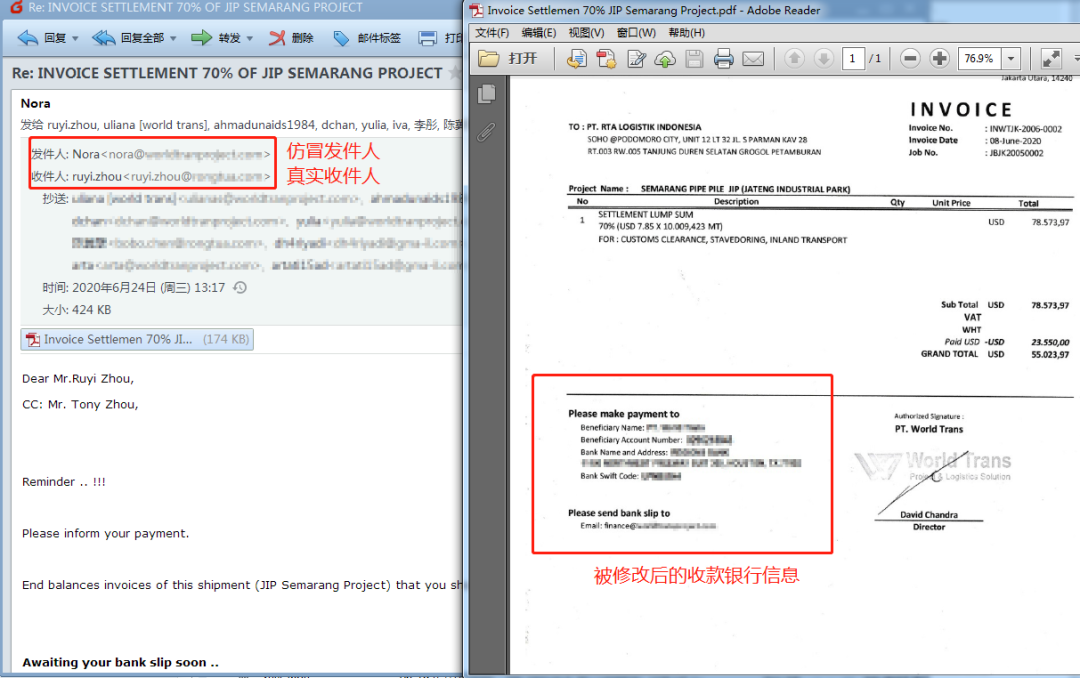 Re: INVOICE SETTLEMENT 70% OF JIP SEMARANG PROJECT
回复
回复全部
转发
删除
邮件标签
Re: INVOICE SETTLEMENT 70% OF JIP SEMARANG PROJECT
Nora
发给 ruyi.zhou, uliana [world trans], ahmadunaids1984, dchan, yulia, iva, 李彤,
发件人: Nora<nora@worldtranproject.com>
仿冒发件人
收件人: ruyi.zhou<ruyi.zhou@
真实收件人
抄送:
时间: 2020年6月24日 (周三) 13:17
大小: 424 KB
Invoice Settlemen 70% JI... (174 KB)
Dear Mr.Ruyi Zhou,
CC: Mr. Tony Zhou,
Reminder .. !!!
Please inform your payment.
End balances invoices of this shipment (JIP Semarang Project) that you
Awaiting your bank slip soon ..
Invoice Settlemen 70% JIP Semarang Project.pdf - Adobe Reader
文件(F) 编辑(E) 视图(V) 窗口(W) 帮助(H)
打开
1 / 1
76.9%
Jakarta Utara, 14240
INVOICE
TO : PT. RTA LOGISTIK INDONESIA
SOHO @PODOMORO CITY, UNIT 12 LT 32 JL S PARMAN KAV 28
RT.003 RW.005 TANJUNG DUREN SELATAN GROGOL PETAMBURAN
Invoice No. : INWTJK-2006-0002
Invoice Date : 08-June-2020
Job No. : JBJK20050002
Project Name : SEMARANG PIPE PILE JIP (JATENG INDUSTRIAL PARK)
No Description Qty Unit Price Total
1 SETTLEMENT LUMP SUM USD 78.573,97
70% (USD 7.85 X 10.009,423 MT)
FOR : CUSTOMS CLEARANCE, STAVEDORING, INLAND TRANSPORT
Sub Total USD 78.573,97
VAT
WHT
Paid USD -USD 23.550,00
GRAND TOTAL USD 55.023,97
Please make payment to
Beneficiary Name:
Beneficiary Account Number:
Bank Name and Address:
Bank Swift Code:
Please send bank slip to
Email: finance@worldtranproject.com
Authorized Signature :
PT. World Trans
World Trans
Project & Logistics Solution
David Chandra
Director
被修改后的收款银行信息